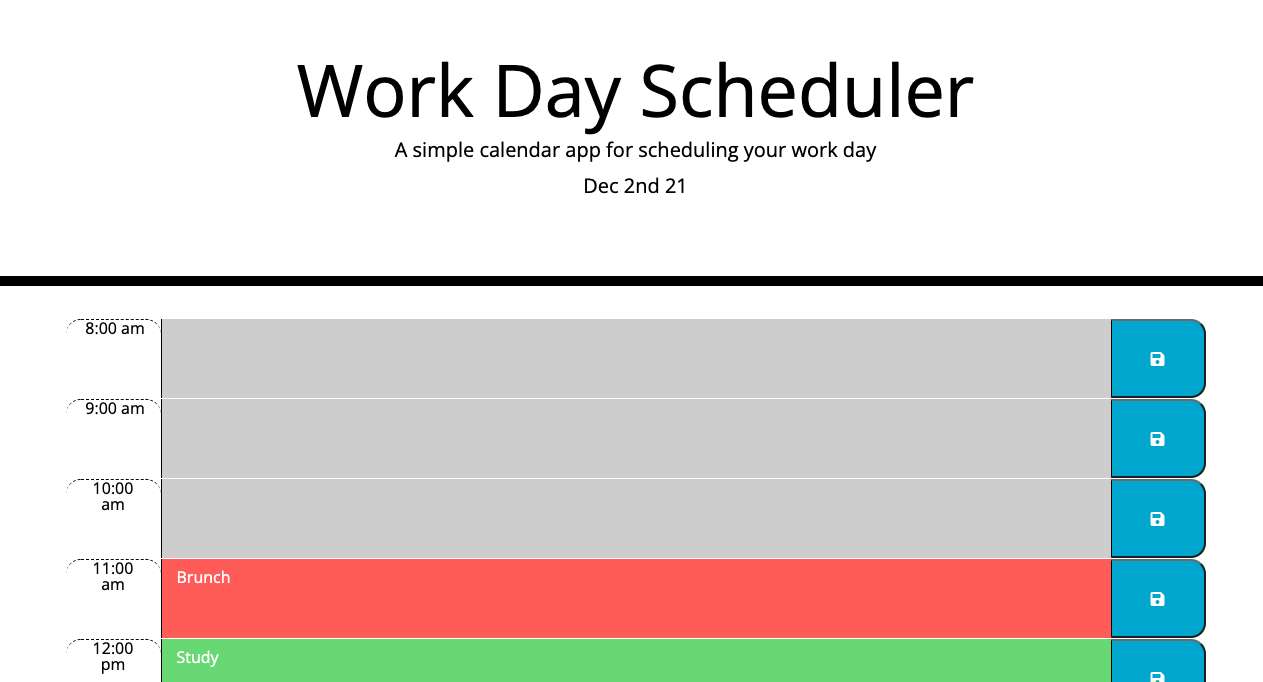 Work Day Scheduler
A simple calendar app for scheduling your work day
Dec 2nd 21
8:00 am
9:00 am
10:00
am
11:00
am
Brunch
12:00
pm
Study